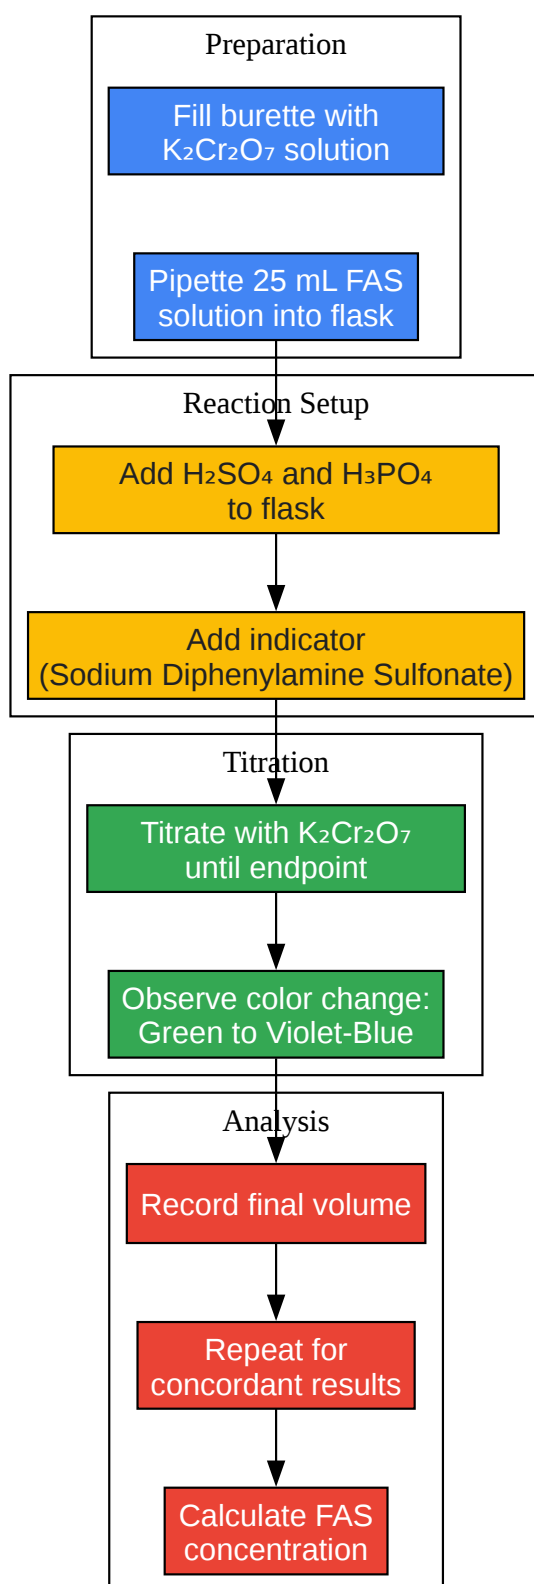 Preparation
Fill burette with
K₂Cr₂O₇ solution
Pipette 25 mL FAS
solution into flask
Reaction Setup
Add H₂SO₄ and H₃PO₄
to flask
Add indicator
(Sodium Diphenylamine Sulfonate)
Titration
Titrate with K₂Cr₂O₇
until endpoint
Observe color change:
Green to Violet-Blue
Analysis
Record final volume
Repeat for
concordant results
Calculate FAS
concentration